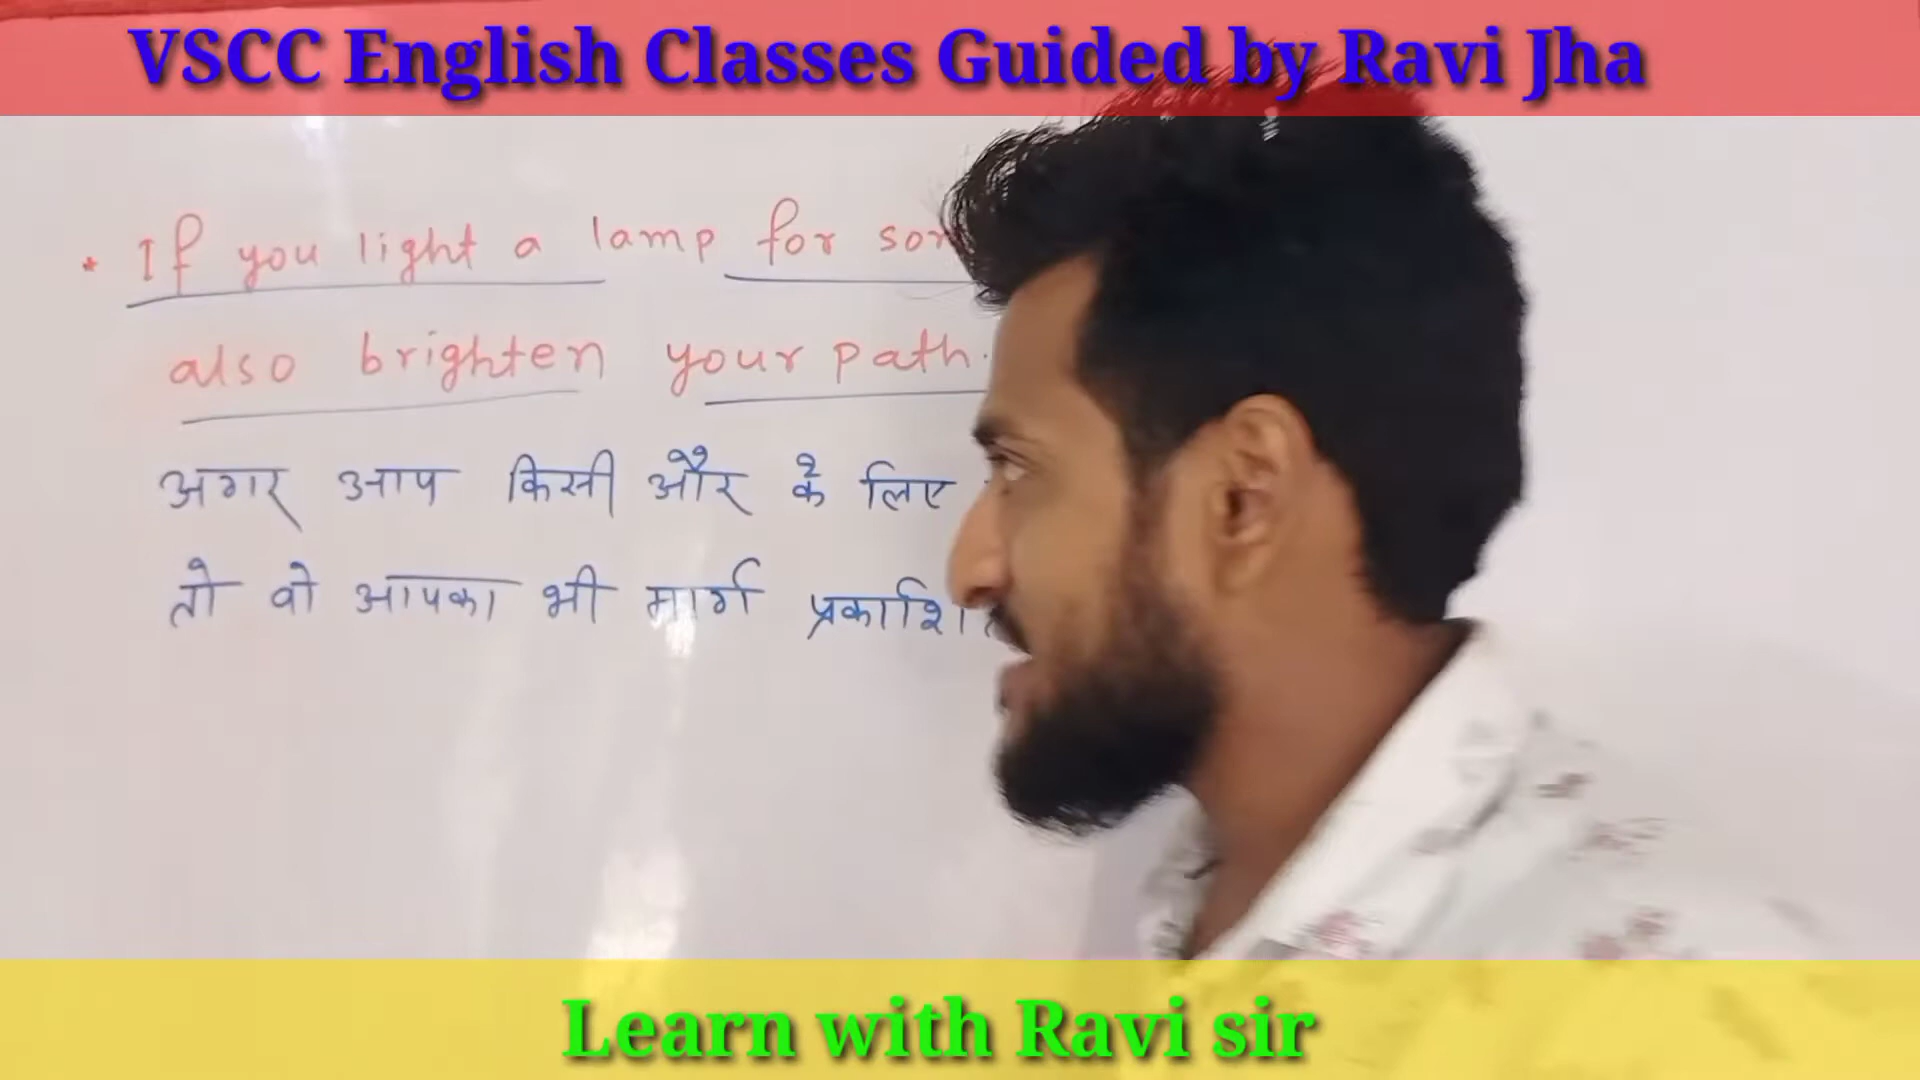 VSCC English Classes Guided by Ravi Jha
If you light a lamp for
also brighten your path.
अगर आप किसी और के लिए
तो वो आपका भी मार्ग
Learn with Ravi sir